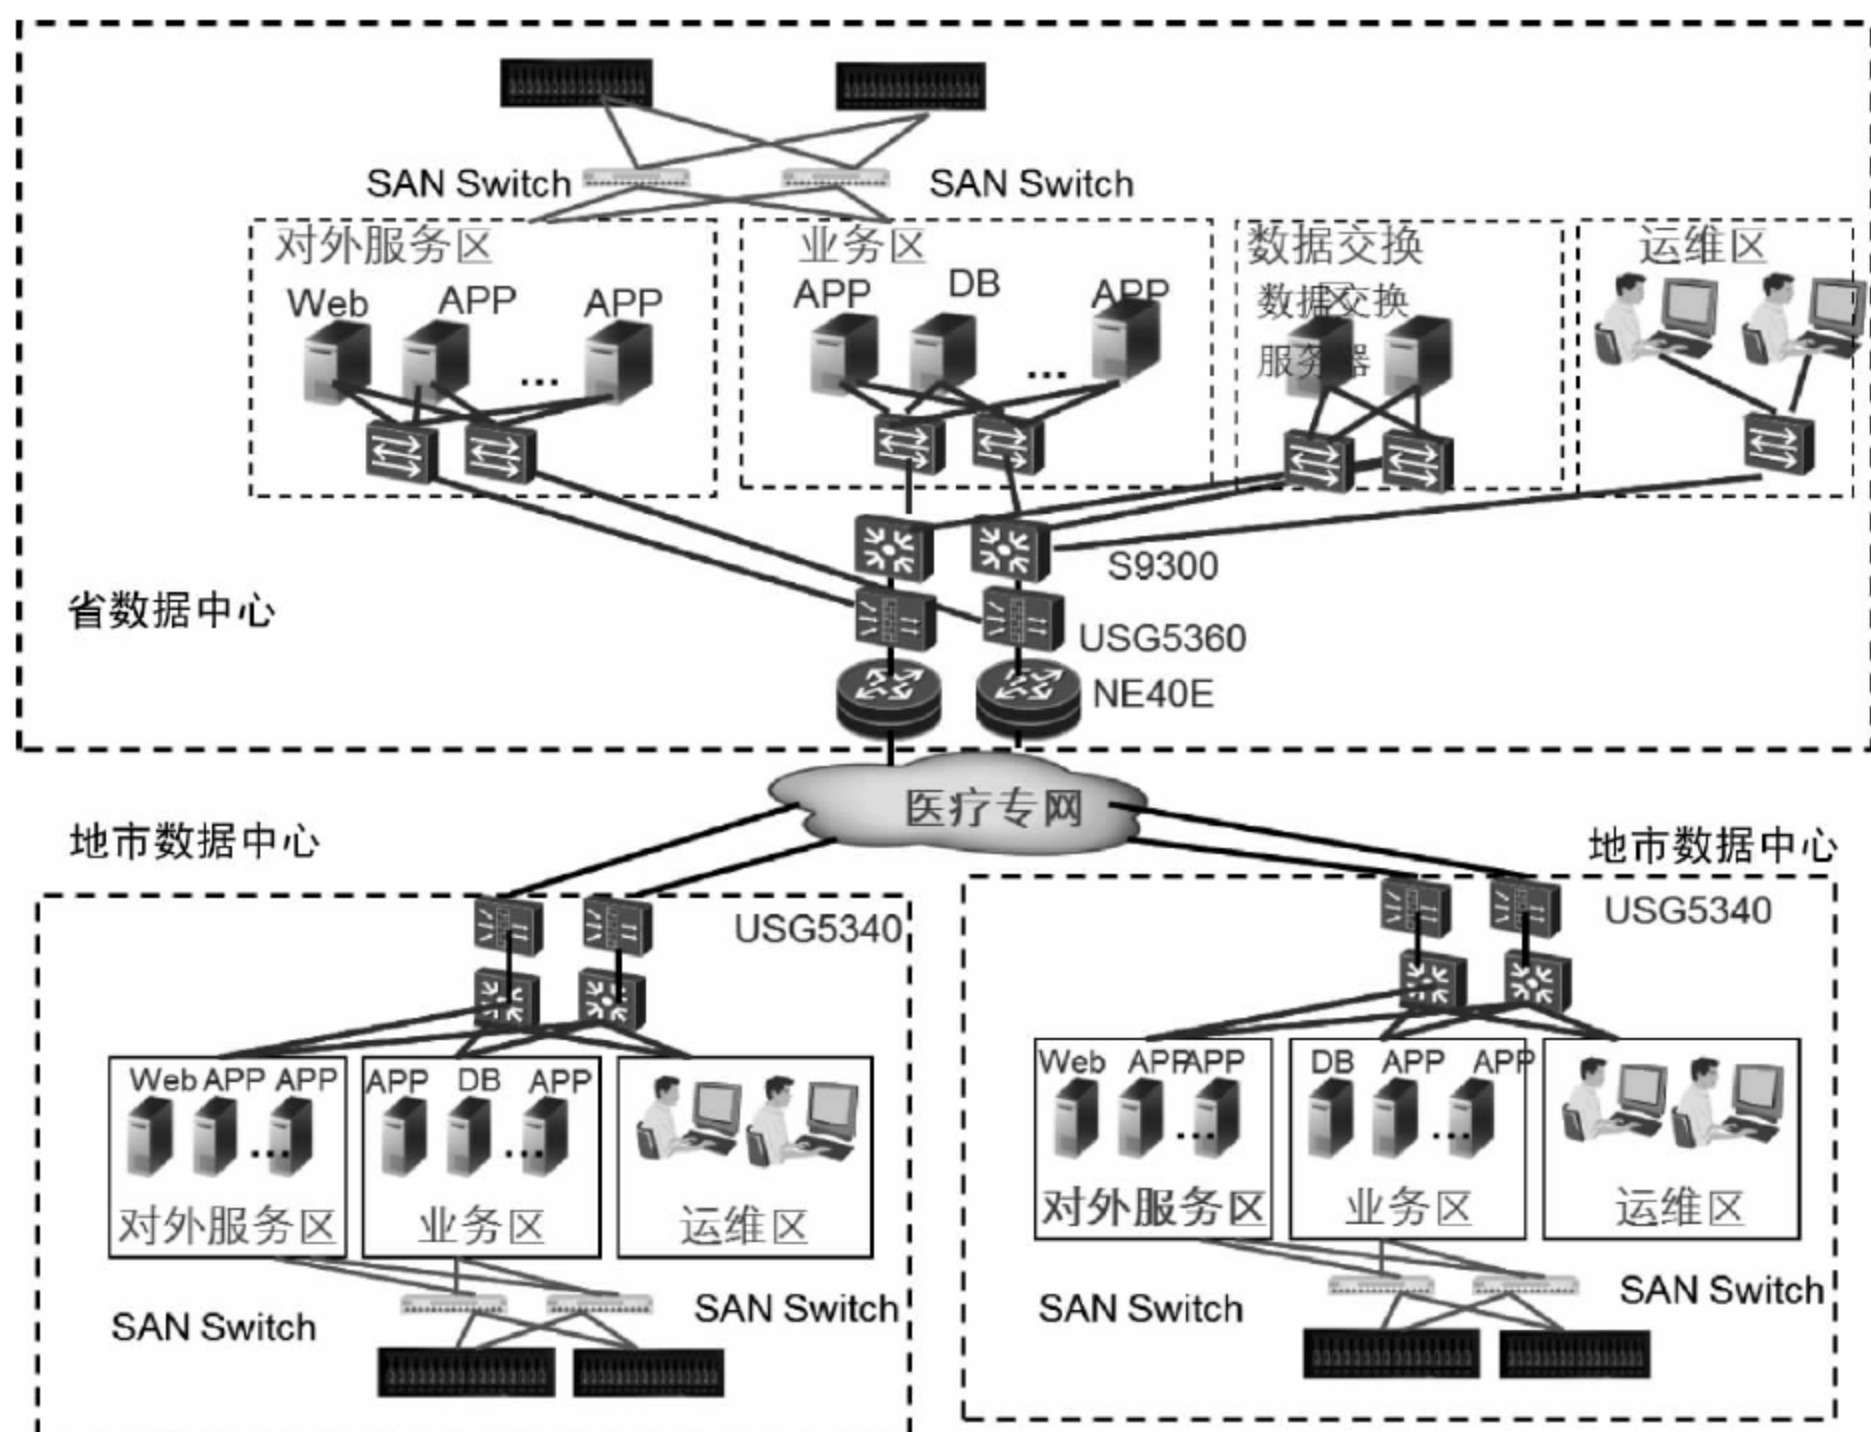 SAN Switch
SAN Switch
对外服务区
业务区
数据交换
区
运维区
Web
APP
APP
APP
DB
APP
数据交换
服务器
...
...
S9300
省数据中心
USG5360
NE40E
医疗专网
地市数据中心
地市数据中心
USG5340
USG5340
Web APP APP
APP DB APP
...
...
对外服务区
业务区
运维区
Web APP APP
DB APP APP
...
...
对外服务区
业务区
运维区
SAN Switch
SAN Switch
SAN Switch
SAN Switch